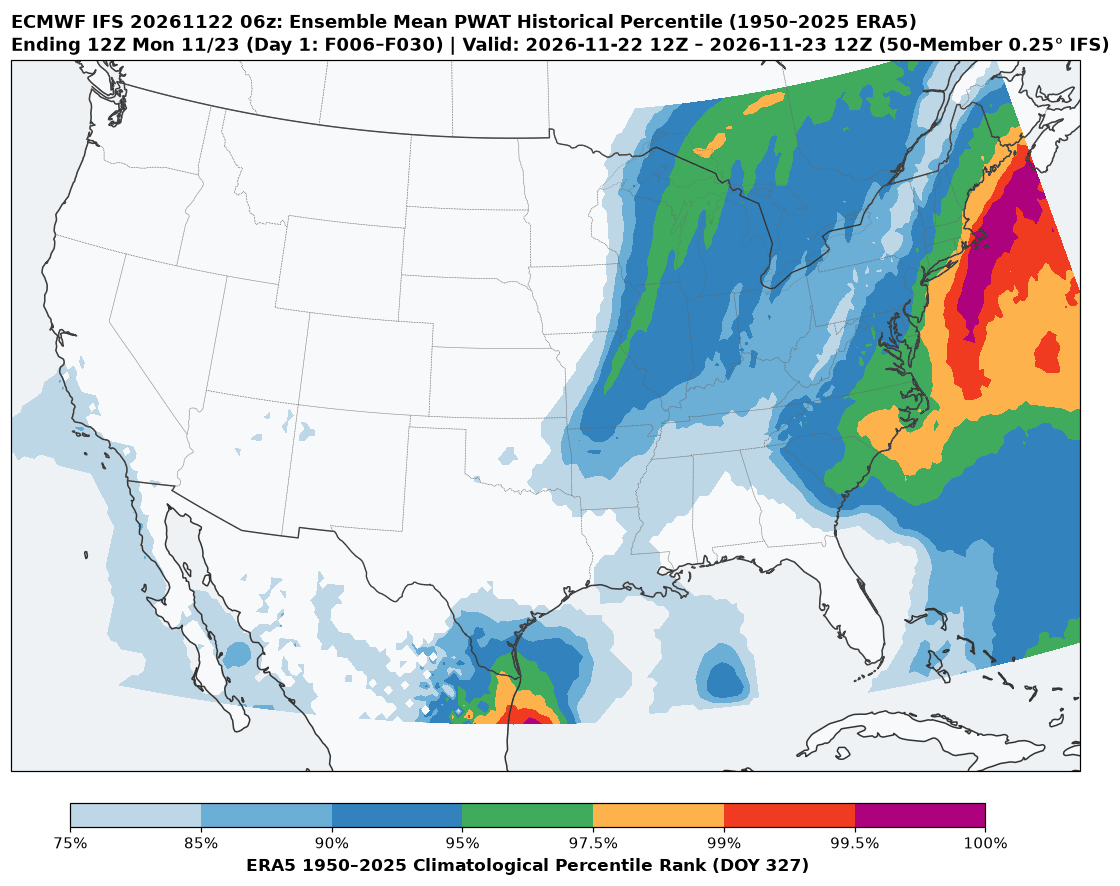 ECMWF IFS 20261122 06z: Ensemble Mean PWAT Historical Percentile (1950–2025 ERA5)
Ending 12Z Mon 11/23 (Day 1: F006–F030) | Valid: 2026-11-22 12Z – 2026-11-23 12Z (50-Member 0.25° IFS)
75% 85% 90% 95% 97.5% 99% 99.5% 100%
ERA5 1950–2025 Climatological Percentile Rank (DOY 327)